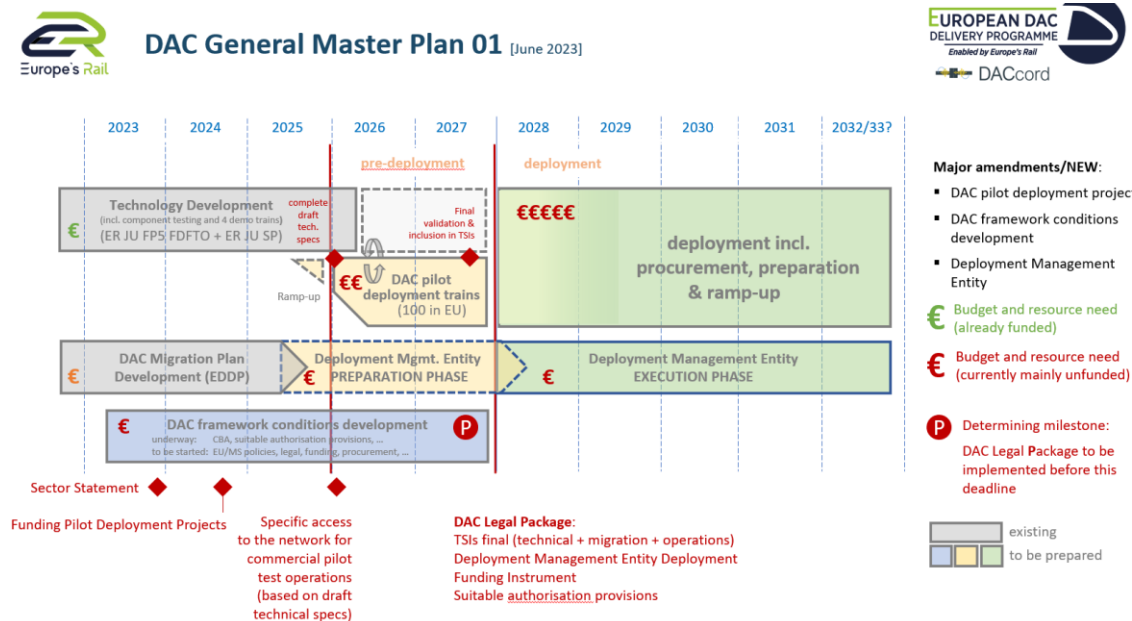 Europe's Rail
DAC General Master Plan 01 [June 2023]
EUROPEAN DAC
DELIVERY PROGRAMME
Enabled by Europe's Rail
DACcord
2023
2024
2025
2026
2027
2028
2029
2030
2031
2032/33?
pre-deployment
deployment
Technology Development
(incl. component testing and 4 demo trains)
(ER JU FP5 FDFTO + ER JU SP)
€
complete
draft
tech.
specs
Final
validation &
inclusion in TSIs
€€€€€
deployment incl.
procurement, preparation
& ramp-up
Ramp-up
€€
DAC pilot
deployment trains
(100 in EU)
€
DAC Migration Plan
Development (EDDP)
€
Deployment Mgmt. Entity
PREPARATION PHASE
€
Deployment Management Entity
EXECUTION PHASE
€
DAC framework conditions development
underway: CBA, suitable authorisation provisions, ...
to be started: EU/MS policies, legal, funding, procurement, ...
P
Sector Statement
Funding Pilot Deployment Projects
Specific access
to the network for
commercial pilot
test operations
(based on draft
technical specs)
DAC Legal Package:
TSIs final (technical + migration + operations)
Deployment Management Entity Deployment
Funding Instrument
Suitable authorisation provisions
Major amendments/NEW:
▪ DAC pilot deployment project
▪ DAC framework conditions
development
▪ Deployment Management
Entity
€ Budget and resource need
(already funded)
€ Budget and resource need
(currently mainly unfunded)
P Determining milestone:
DAC Legal Package to be
implemented before this
deadline
existing
to be prepared